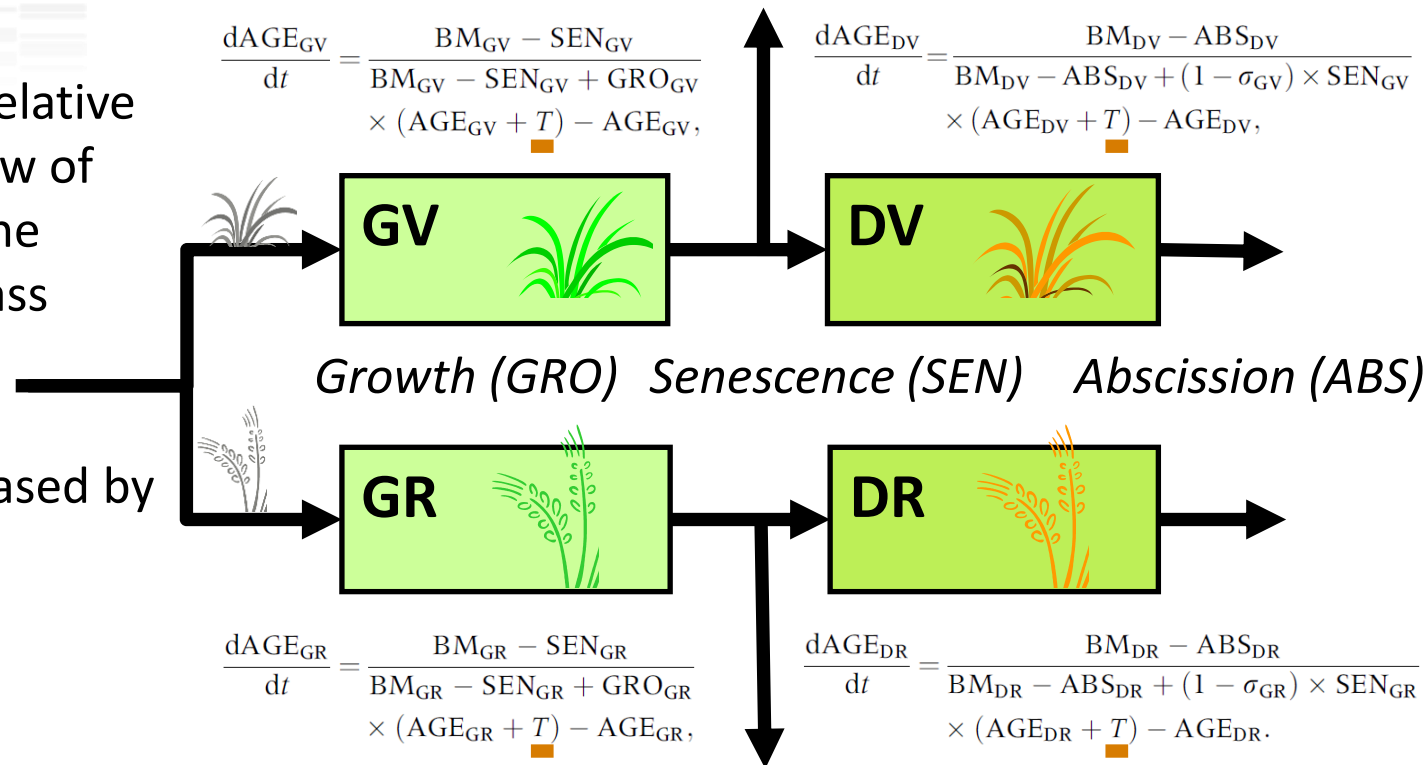 dAGE_GV/dt = (BM_GV − SEN_GV)/(BM_GV − SEN_GV + GRO_GV)
× (AGE_GV + T) − AGE_GV,
dAGE_DV/dt = (BM_DV − ABS_DV)/(BM_DV − ABS_DV + (1 − σ_GV) × SEN_GV)
× (AGE_DV + T) − AGE_DV,
elative
w of
ne
ass
GV
DV
Growth (GRO) Senescence (SEN) Abscission (ABS)
ased by
GR
DR
dAGE_GR/dt = (BM_GR − SEN_GR)/(BM_GR − SEN_GR + GRO_GR)
× (AGE_GR + T) − AGE_GR,
dAGE_DR/dt = (BM_DR − ABS_DR)/(BM_DR − ABS_DR + (1 − σ_GR) × SEN_GR)
× (AGE_DR + T) − AGE_DR.